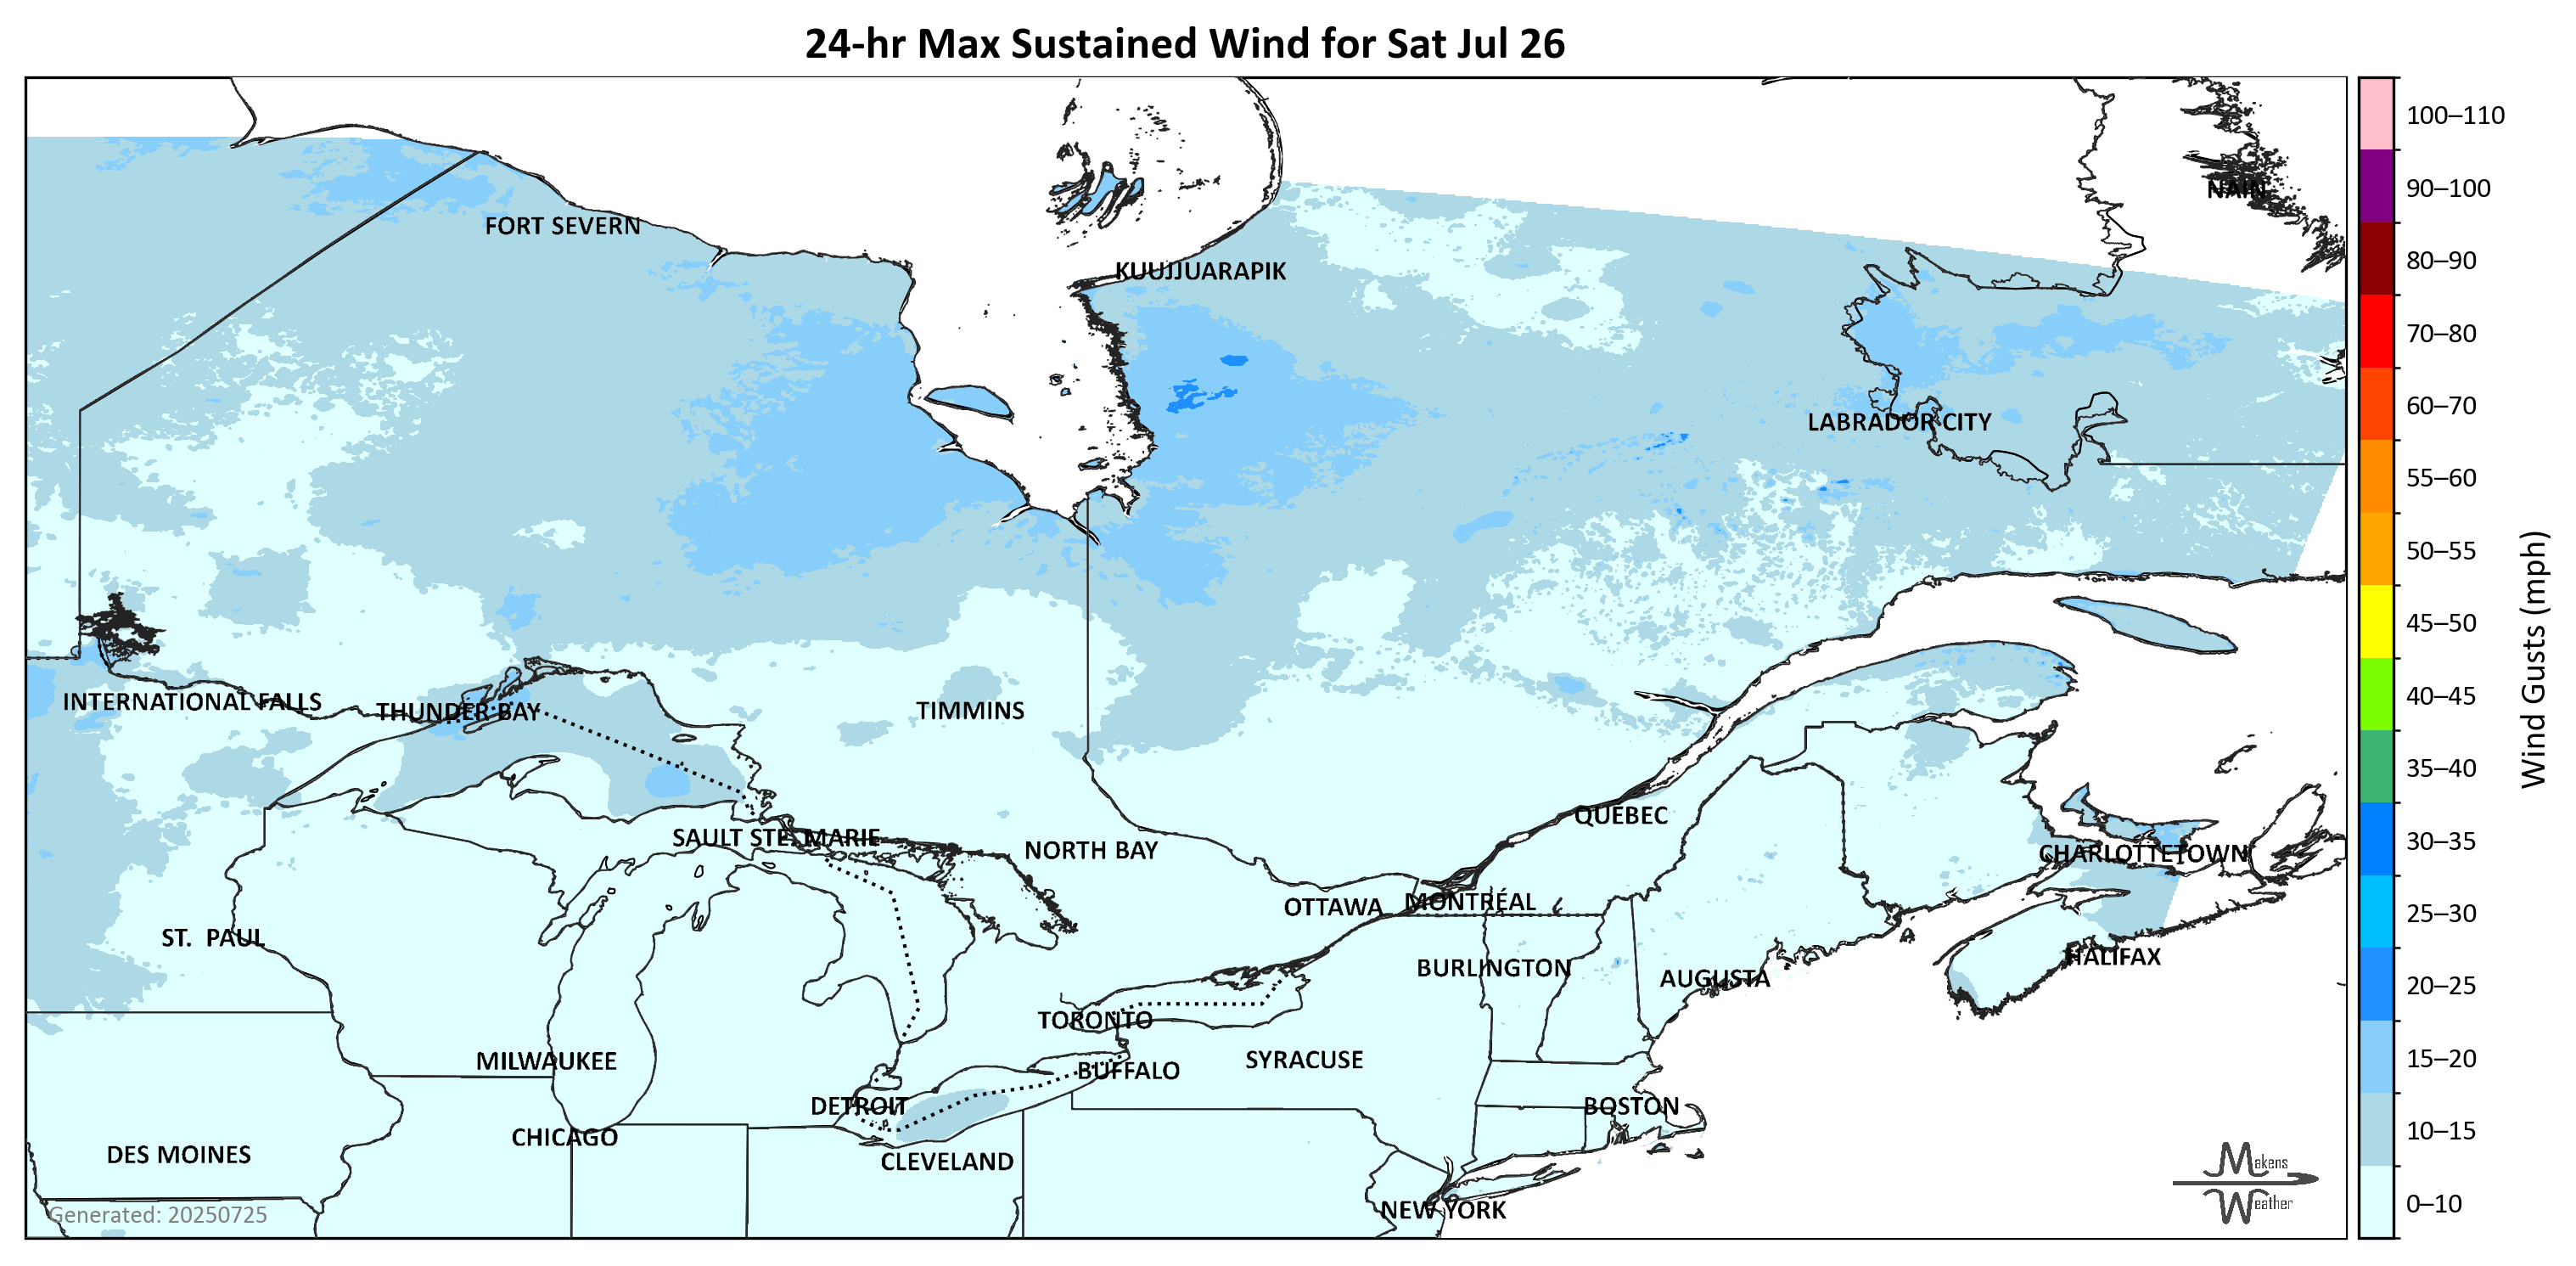 24-hr Max Sustained Wind for Sat Jul 26
100–110
90–100
80–90
70–80
60–70
55–60
50–55
45–50
40–45
35–40
30–35
25–30
20–25
15–20
10–15
0–10
Wind Gusts (mph)
NAIN
FORT SEVERN
KUUJJUARAPIK
LABRADOR CITY
INTERNATIONAL FALLS
THUNDER BAY
TIMMINS
SAULT STE. MARIE
NORTH BAY
QUEBEC
CHARLOTTETOWN
OTTAWA
MONTRÉAL
ST. PAUL
HALIFAX
BURLINGTON
AUGUSTA
TORONTO
MILWAUKEE
BUFFALO
SYRACUSE
DETROIT
BOSTON
CHICAGO
DES MOINES
CLEVELAND
NEW YORK
Generated: 20250725
Makens
Weather